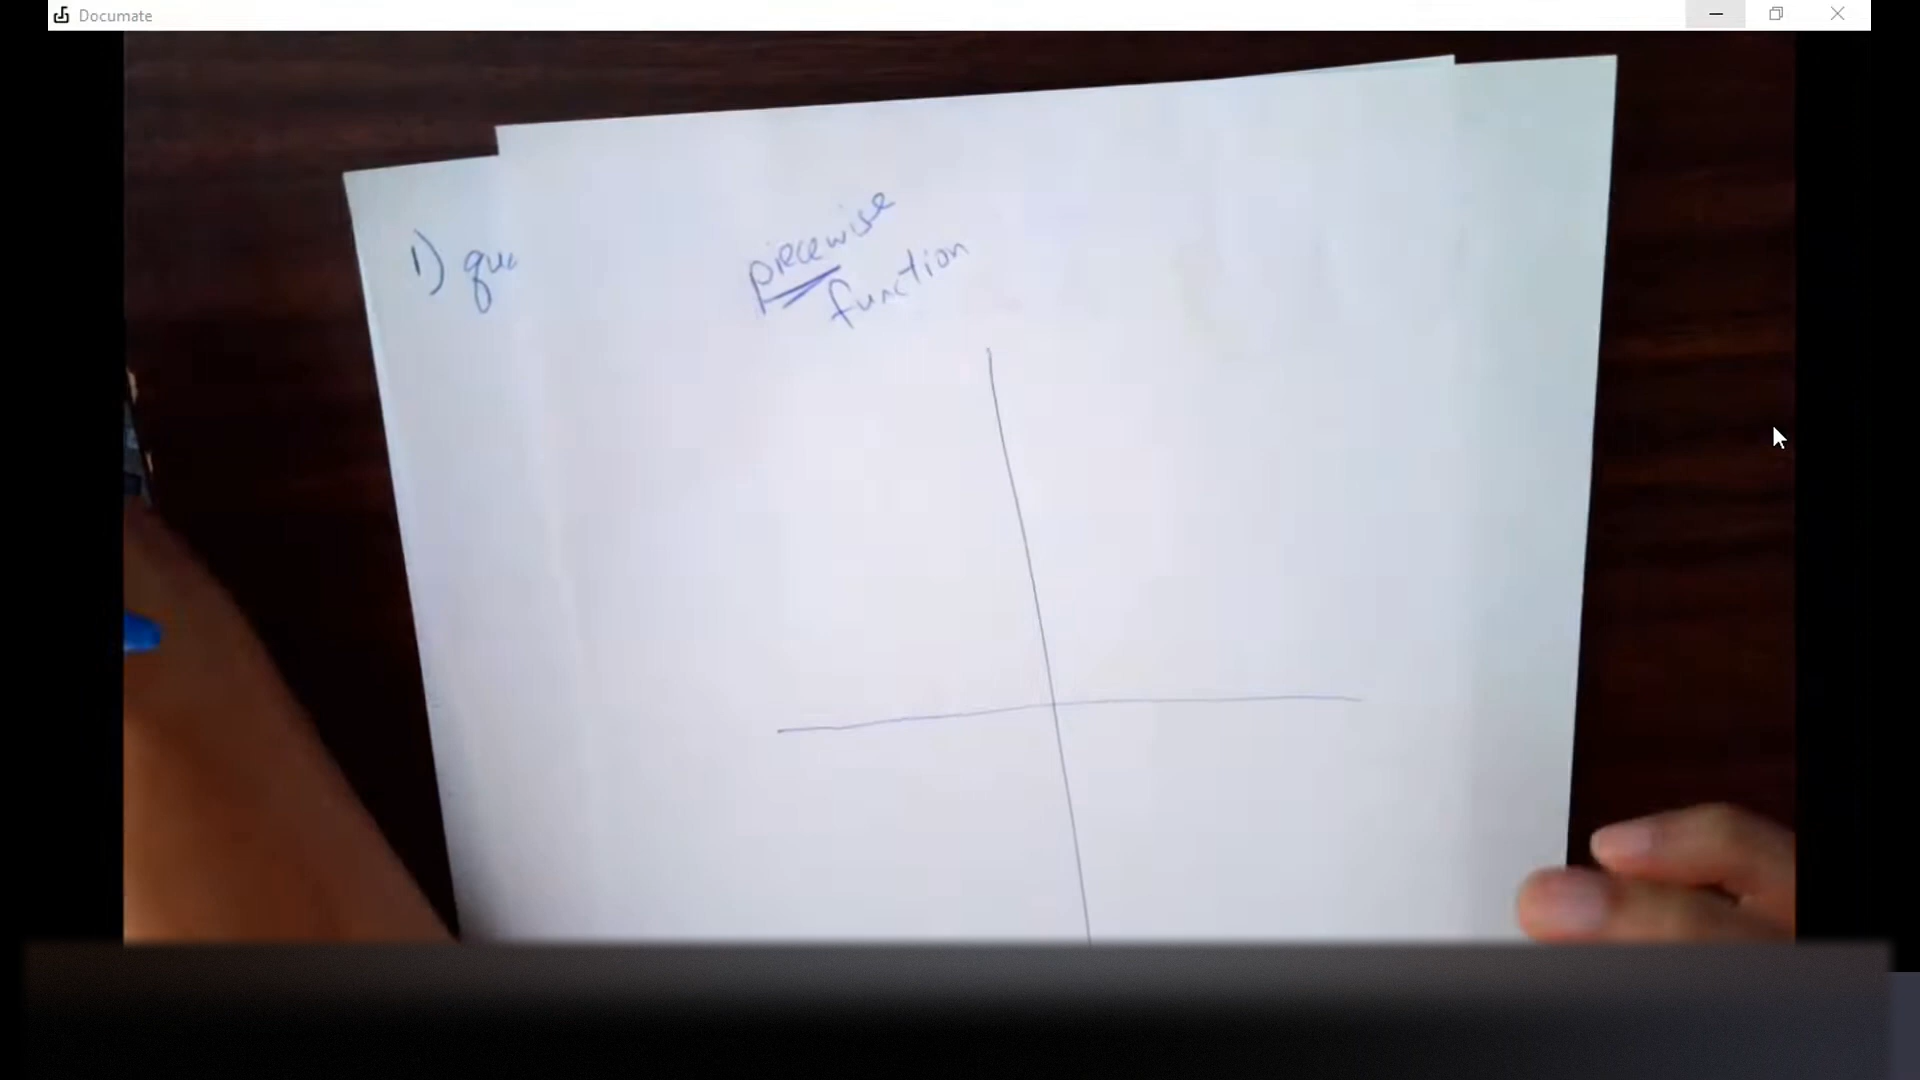 Documate
1) qu
piecewise
function